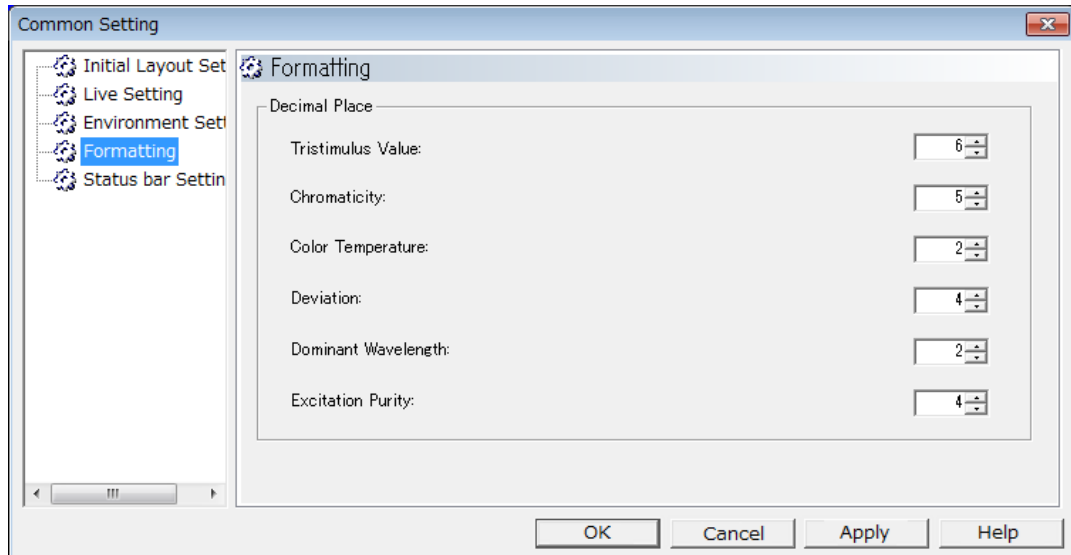 Common Setting
Initial Layout Set
Live Setting
Environment Sett
Formatting
Status bar Settin
Formatting
Decimal Place
Tristimulus Value: 6
Chromaticity: 5
Color Temperature: 2
Deviation: 4
Dominant Wavelength: 2
Excitation Purity: 4
OK Cancel Apply Help